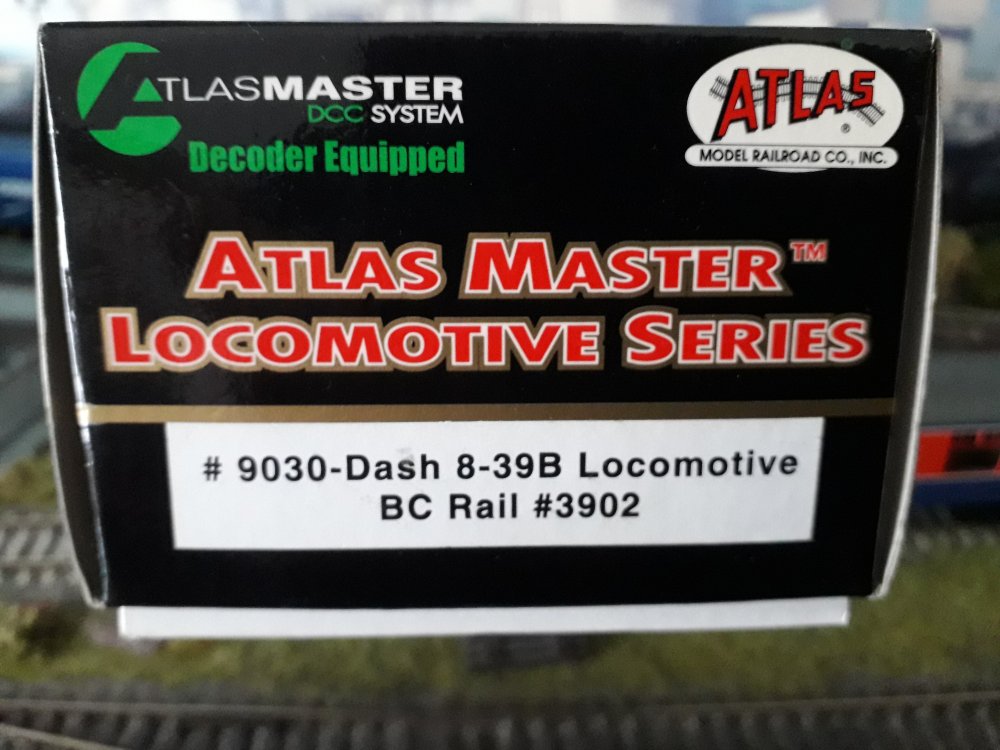 ATLASMASTER
DCC SYSTEM
Decoder Equipped
ATLAS
®
MODEL RAILROAD CO., INC.
ATLAS MASTER™
LOCOMOTIVE SERIES
# 9030-Dash 8-39B Locomotive
BC Rail #3902